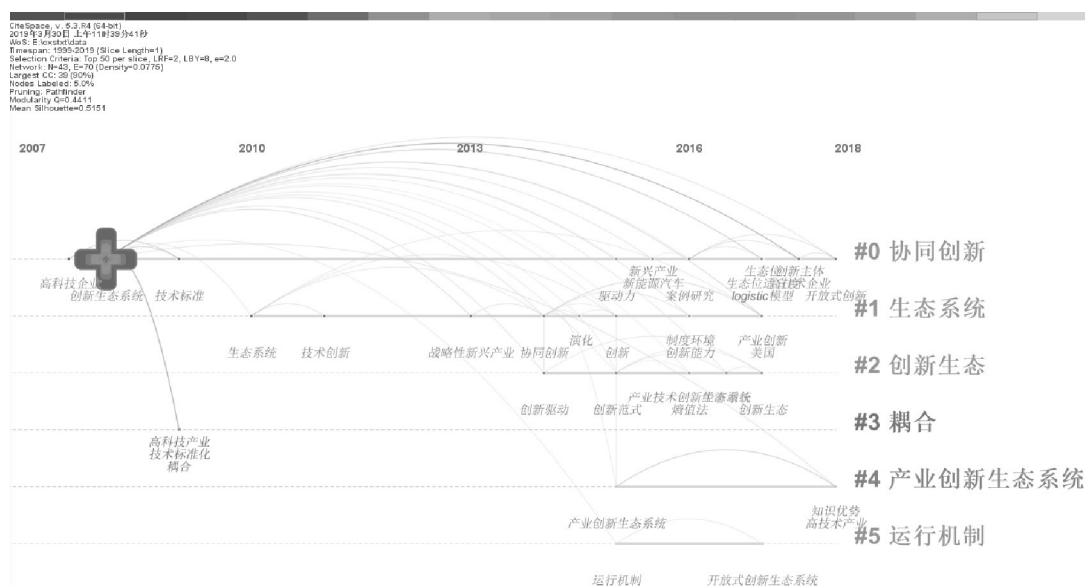 CiteSpace, v. 5.3.R4 (64-bit)
2019年3月30日 上午11时39分41秒
WoS: E:\cxstxt\data
Timespan: 1999-2019 (Slice Length=1)
Selection Criteria: Top 50 per slice, LRF=2, LBY=8, e=2.0
Network: N=43, E=70 (Density=0.0775)
Largest CC: 39 (90%)
Nodes Labeled: 5.0%
Pruning: Pathfinder
Modularity Q=0.4411
Mean Silhouette=0.5151
2007 2010 2013 2016 2018
#0 协同创新
高科技企业
创新生态系统 技术标准
新兴产业
新能源汽车
驱动力 案例研究
创新主体
logistic模型 开放式创新
#1 生态系统
生态系统 技术创新 战略性新兴产业 协同创新
演化
创新
制度环境
创新能力
产业创新
美国
#2 创新生态
创新驱动 创新范式
熵值法 创新生态
#3 耦合
高科技产业
技术标准化
耦合
#4 产业创新生态系统
产业创新生态系统
知识优势
高技术产业
#5 运行机制
运行机制 开放式创新生态系统